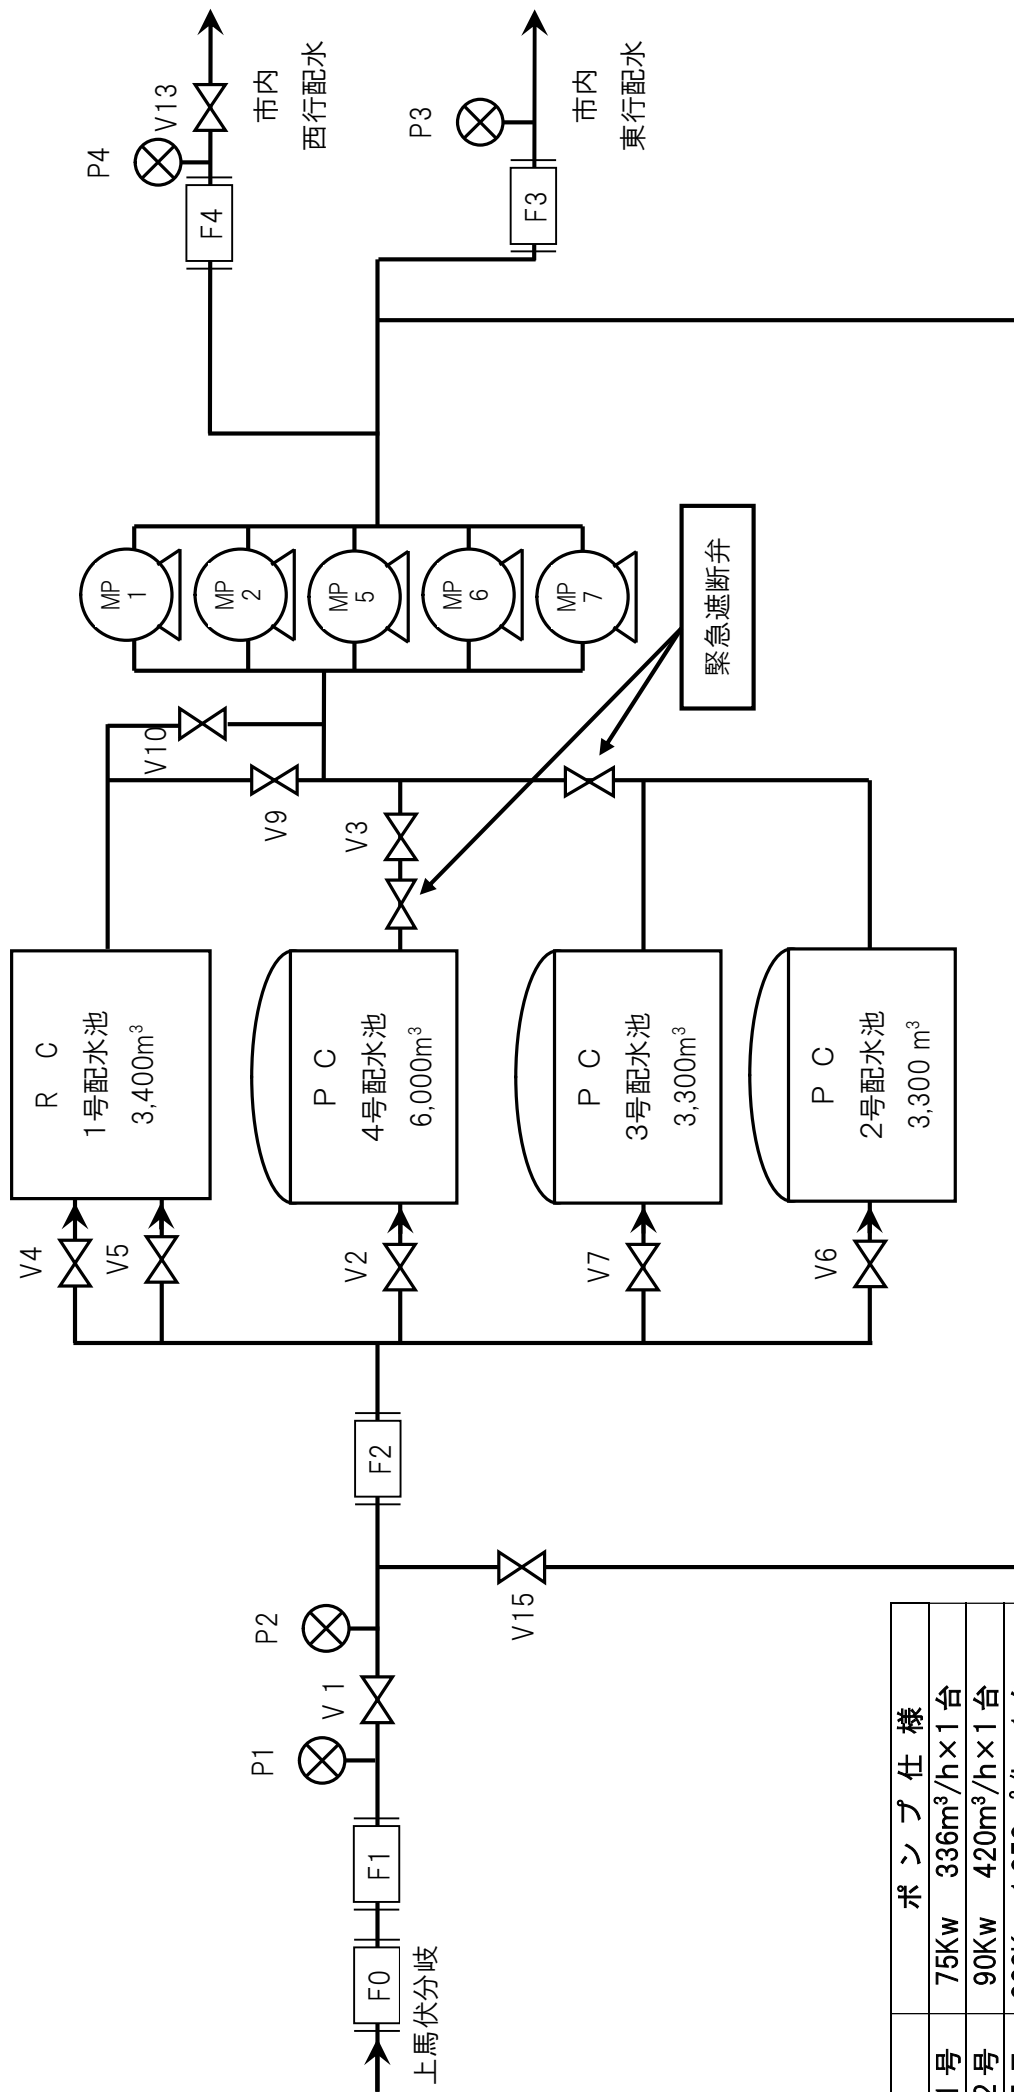 上馬伏分岐
F0
F1
P1
V1
P2
V15
F2
V4
V5
V2
V7
V6
R C
1号配水池
3,400m³
P C
4号配水池
6,000m³
P C
3号配水池
3,300m³
P C
2号配水池
3,300 m³
V10
V9
V3
緊急遮断弁
MP
1
MP
2
MP
5
MP
6
MP
7
F4
P4
V13
市内
西行配水
F3
P3
市内
東行配水
ポンプ仕様
1号 75Kw 336m³/h×1台
2号 90Kw 420m³/h×1台